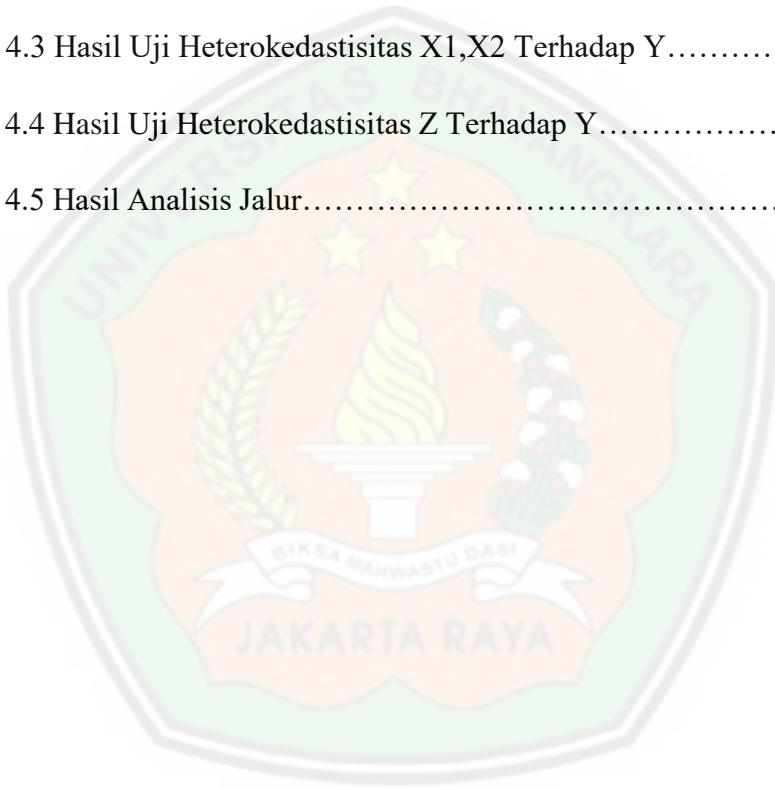 4.3 Hasil Uji Heterokedastisitas X1,X2 Terhadap Y…………
4.4 Hasil Uji Heterokedastisitas Z Terhadap Y………………
4.5 Hasil Analisis Jalur………………………………………
UNIVERSITAS BHAYANGKARA
BIKSA MAHWASTU DASI
JAKARTA RAYA